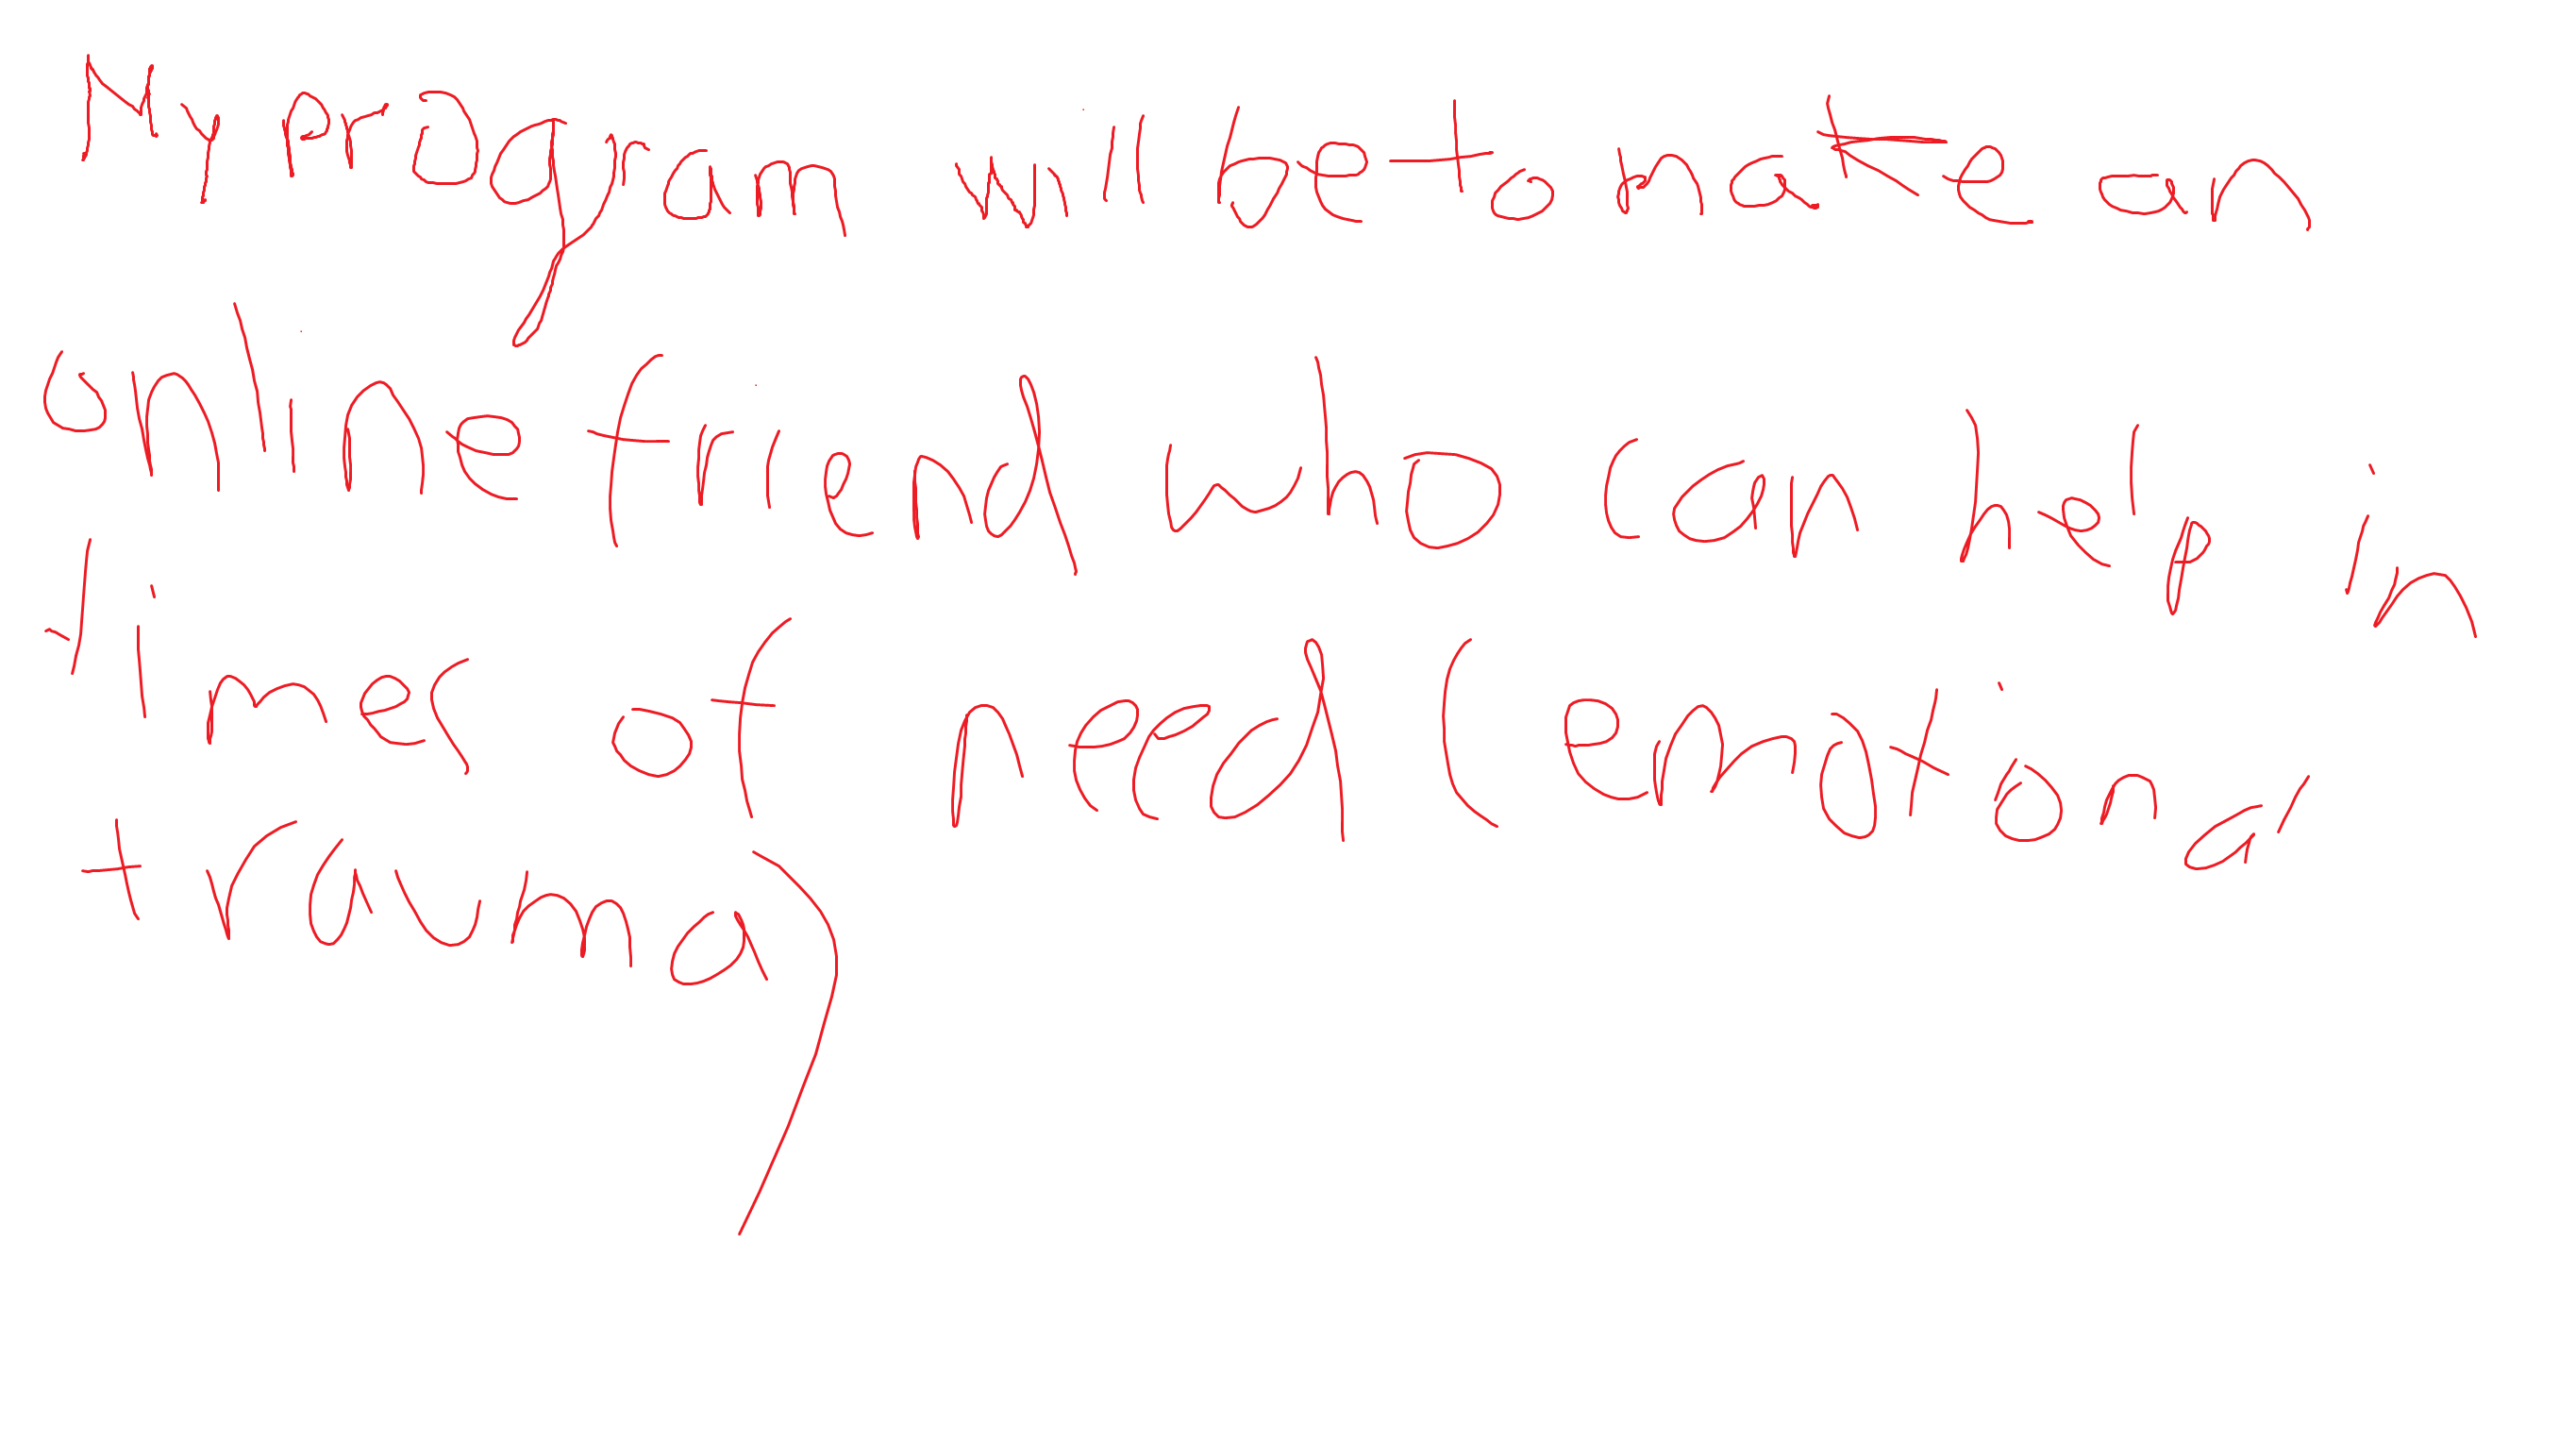 My program will be to make an
online friend who can help in
times of need (emotional
trauma)